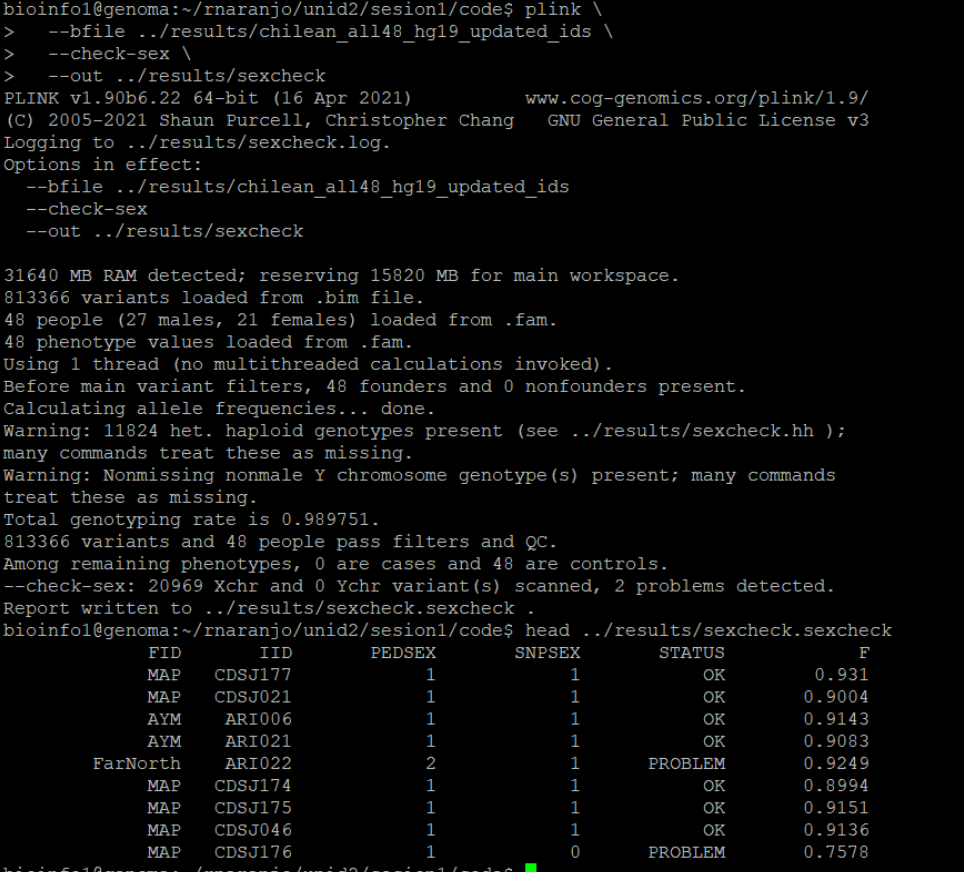 bioinfo1@genoma:~/rnaranjo/unid2/sesion1/code$ plink \
>   --bfile ../results/chilean_all48_hg19_updated_ids \
>   --check-sex \
>   --out ../results/sexcheck
PLINK v1.90b6.22 64-bit (16 Apr 2021)          www.cog-genomics.org/plink/1.9/
(C) 2005-2021 Shaun Purcell, Christopher Chang   GNU General Public License v3
Logging to ../results/sexcheck.log.
Options in effect:
  --bfile ../results/chilean_all48_hg19_updated_ids
  --check-sex
  --out ../results/sexcheck
31640 MB RAM detected; reserving 15820 MB for main workspace.
813366 variants loaded from .bim file.
48 people (27 males, 21 females) loaded from .fam.
48 phenotype values loaded from .fam.
Using 1 thread (no multithreaded calculations invoked).
Before main variant filters, 48 founders and 0 nonfounders present.
Calculating allele frequencies... done.
Warning: 11824 het. haploid genotypes present (see ../results/sexcheck.hh );
many commands treat these as missing.
Warning: Nonmissing nonmale Y chromosome genotype(s) present; many commands
treat these as missing.
Total genotyping rate is 0.989751.
813366 variants and 48 people pass filters and QC.
Among remaining phenotypes, 0 are cases and 48 are controls.
--check-sex: 20969 Xchr and 0 Ychr variant(s) scanned, 2 problems detected.
Report written to ../results/sexcheck.sexcheck .
bioinfo1@genoma:~/rnaranjo/unid2/sesion1/code$ head ../results/sexcheck.sexcheck
FID IID PEDSEX SNPSEX STATUS F
MAP CDSJ177 1 1 OK 0.931
MAP CDSJ021 1 1 OK 0.9004
AYM ARI006 1 1 OK 0.9143
AYM ARI021 1 1 OK 0.9083
FarNorth ARI022 2 1 PROBLEM 0.9249
MAP CDSJ174 1 1 OK 0.8994
MAP CDSJ175 1 1 OK 0.9151
MAP CDSJ046 1 1 OK 0.9136
MAP CDSJ176 1 0 PROBLEM 0.7578
bioinfo1@genoma:~/rnaranjo/unid2/sesion1/code$